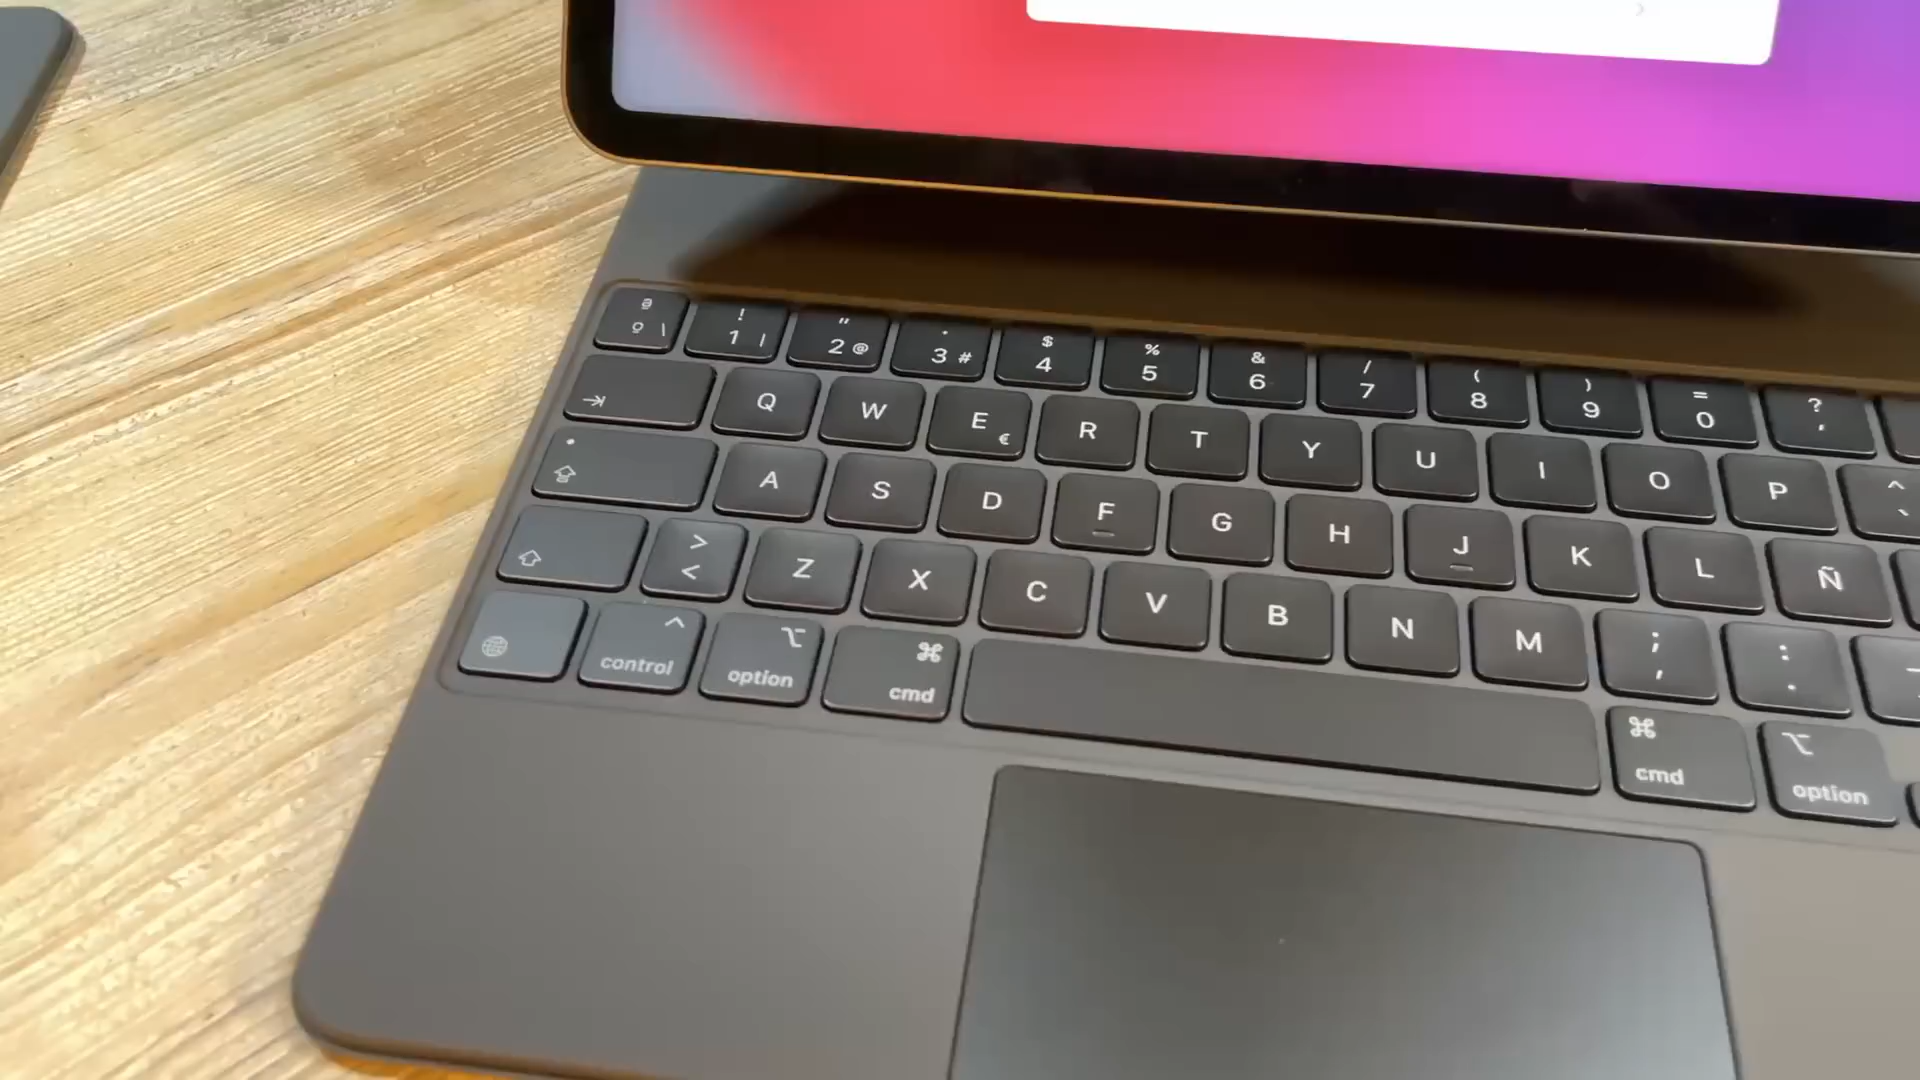 ª º \ ! 1 | " 2 @ · 3 # $ 4 % 5 & 6 / 7 ( 8 ) 9 = 0 ? '
Q W E € R T Y U I O P ^ `
A S D F G H J K L Ñ
> < Z X C V B N M ; , : .
^ control ⌥ option ⌘ cmd ⌘ cmd ⌥ option